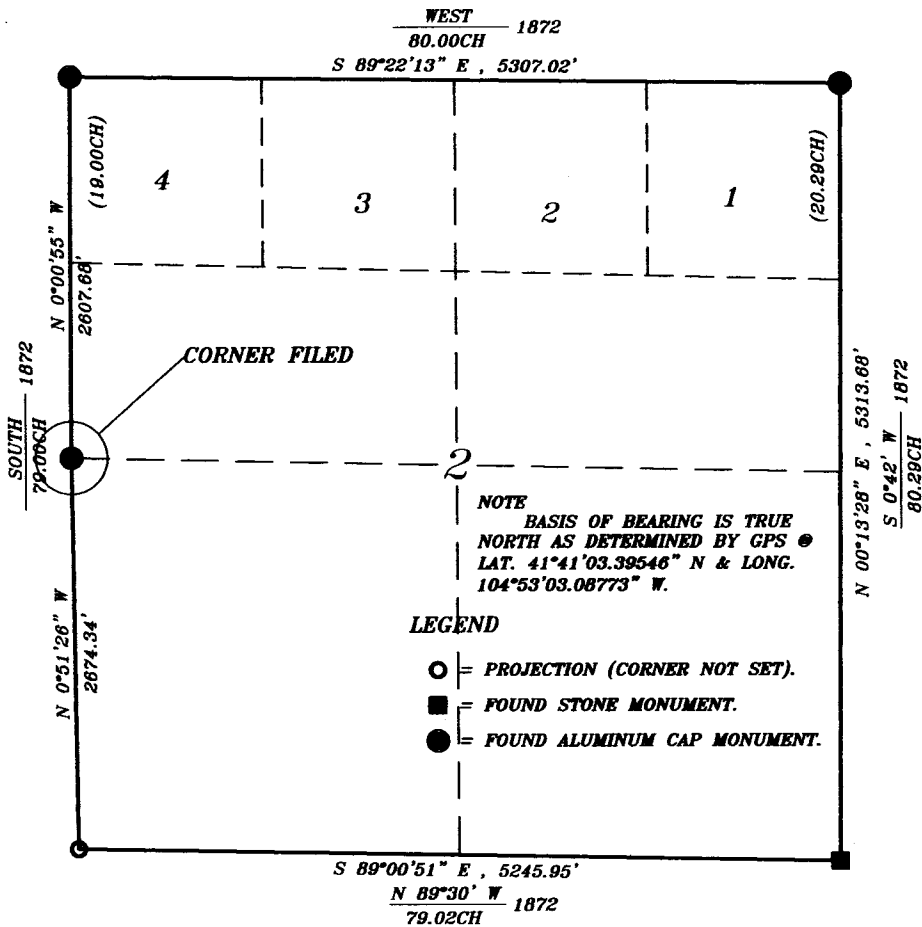 WEST
80.00CH
1872
S 89°22'13" E , 5307.02'
(19.00CH)
4
3
2
1
(20.29CH)
N 0°00'55" W
2607.68'
CORNER FILED
SOUTH
79.00CH
1872
2
N 00°13'28" E , 5313.68'
S 0°42' W
80.29CH
1872
NOTE
BASIS OF BEARING IS TRUE
NORTH AS DETERMINED BY GPS @
LAT. 41°41'03.39546" N & LONG.
104°53'03.08773" W.
N 0°51'26" W
2674.34'
LEGEND
= PROJECTION (CORNER NOT SET).
= FOUND STONE MONUMENT.
= FOUND ALUMINUM CAP MONUMENT.
S 89°00'51" E , 5245.95'
N 89°30' W
79.02CH
1872